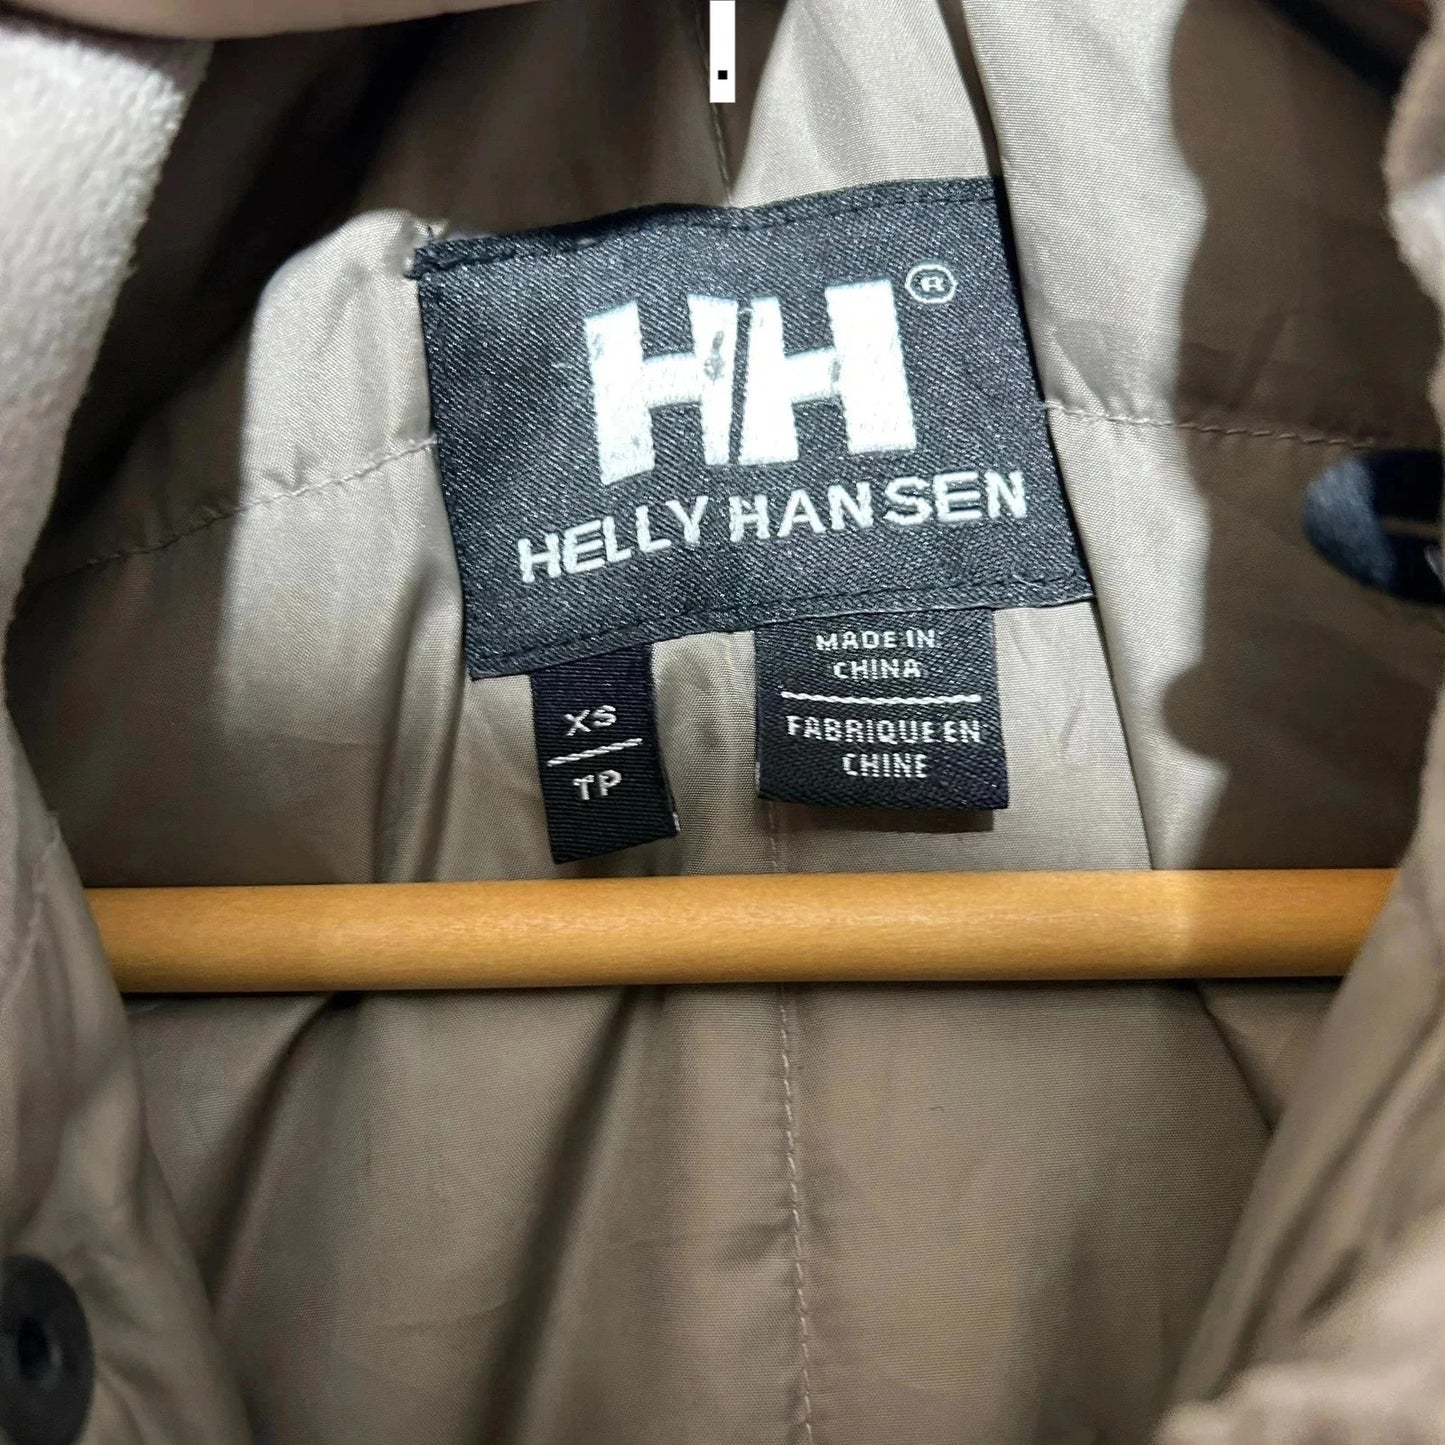 .
HH ®
HELLY HANSEN
XS
TP
MADE IN
CHINA
FABRIQUE EN
CHINE